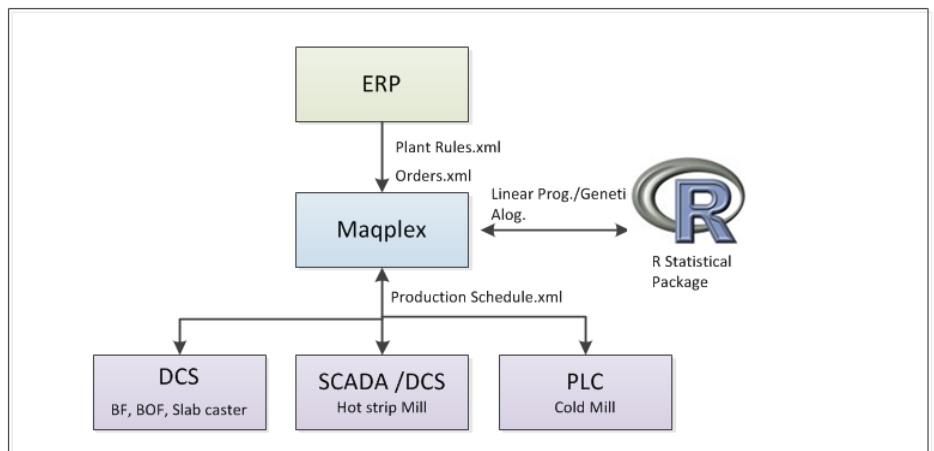 ERP
Plant Rules.xml
Orders.xml
Maqplex
Linear Prog./Geneti
Alog.
R
R Statistical
Package
Production Schedule.xml
DCS
BF, BOF, Slab caster
SCADA /DCS
Hot strip Mill
PLC
Cold Mill